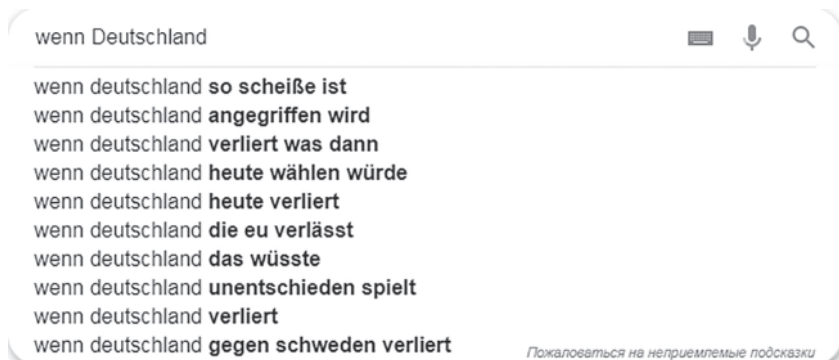 wenn Deutschland
wenn deutschland so scheiße ist
wenn deutschland angegriffen wird
wenn deutschland verliert was dann
wenn deutschland heute wählen würde
wenn deutschland heute verliert
wenn deutschland die eu verlässt
wenn deutschland das wüsste
wenn deutschland unentschieden spielt
wenn deutschland verliert
wenn deutschland gegen schweden verliert
Пожаловаться на неприемлемые подсказки